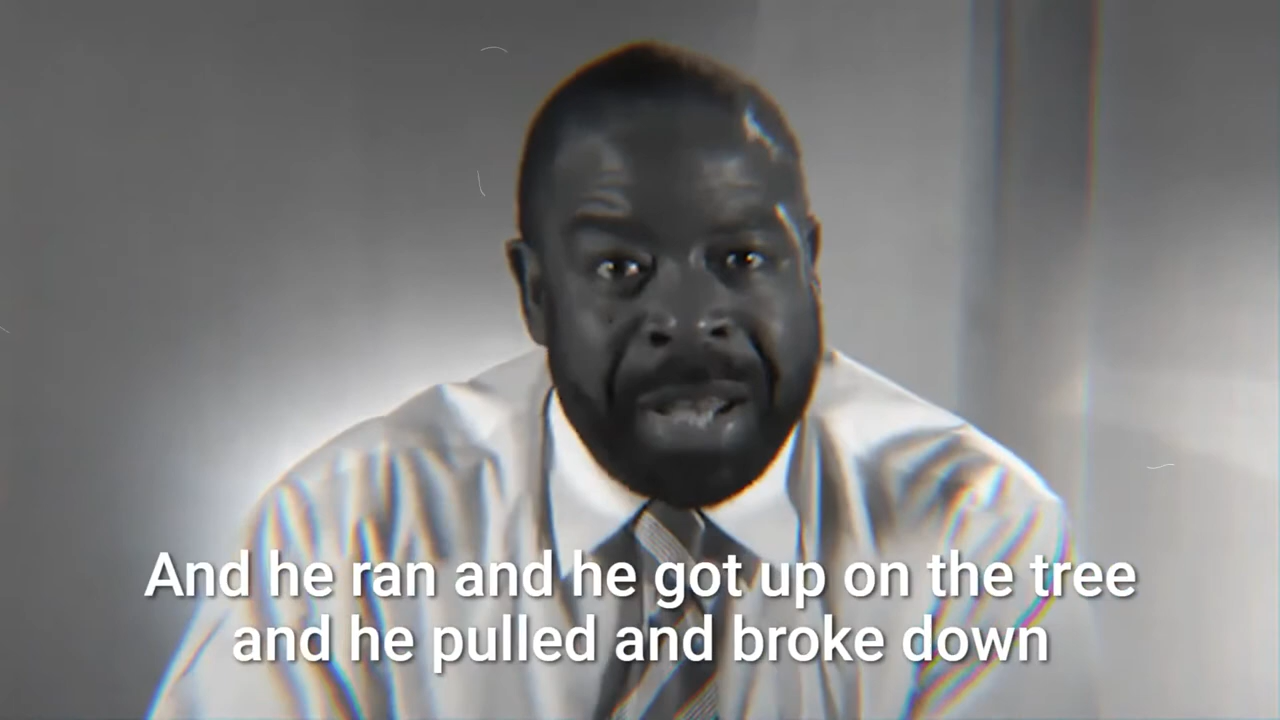 And he ran and he got up on the tree
and he pulled and broke down